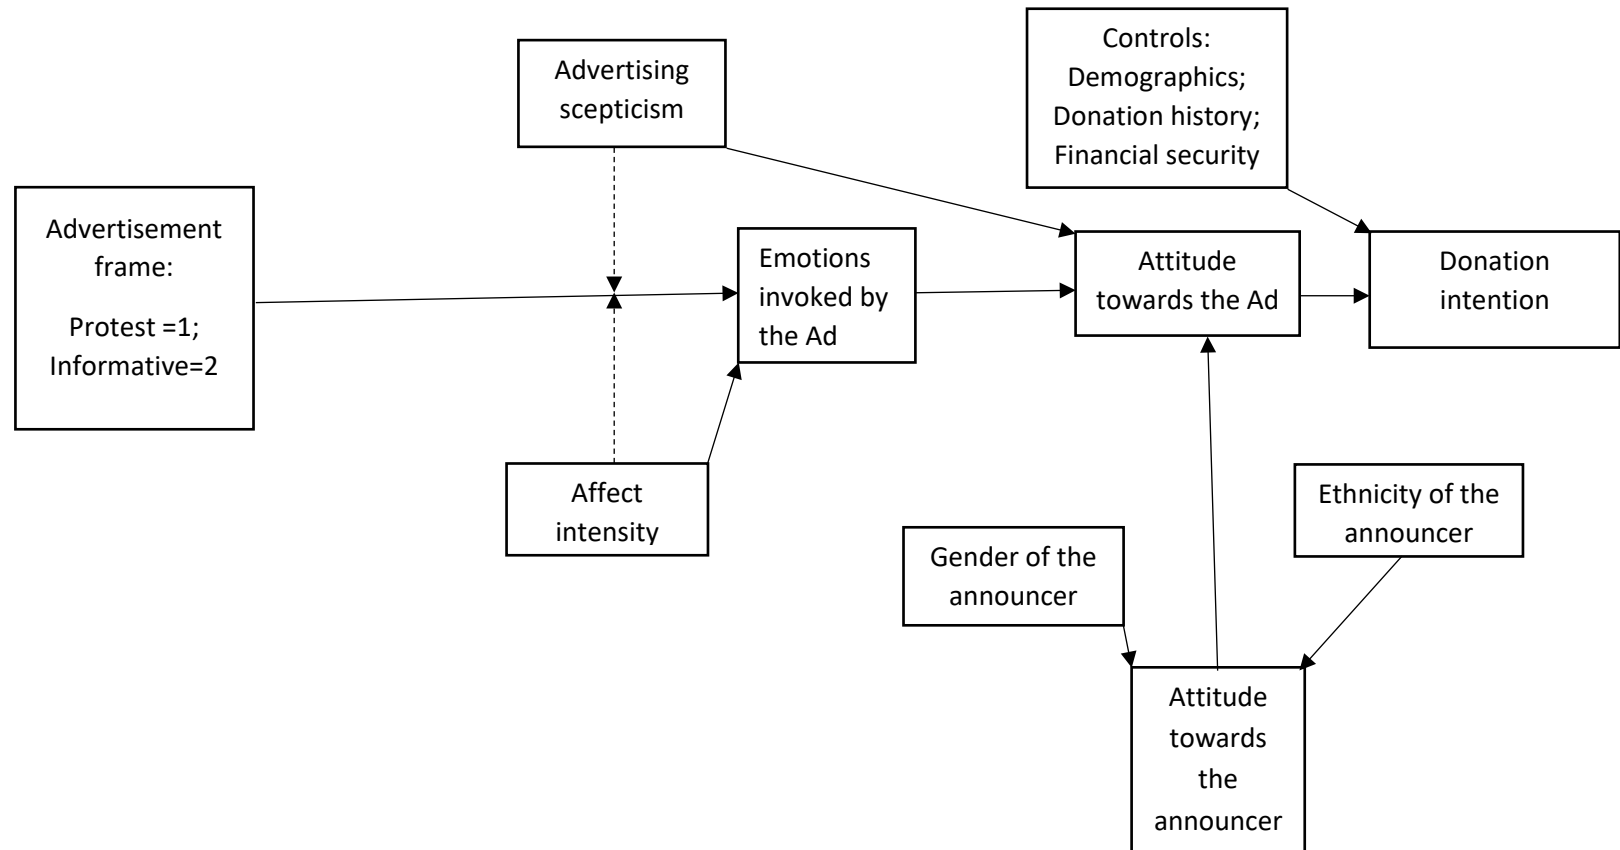 Controls:
Demographics;
Donation history;
Financial security
Advertising
scepticism
Advertisement
frame:
Protest =1;
Informative=2
Emotions
invoked by
the Ad
Attitude
towards the Ad
Donation
intention
Affect
intensity
Gender of the
announcer
Ethnicity of the
announcer
Attitude
towards
the
announcer